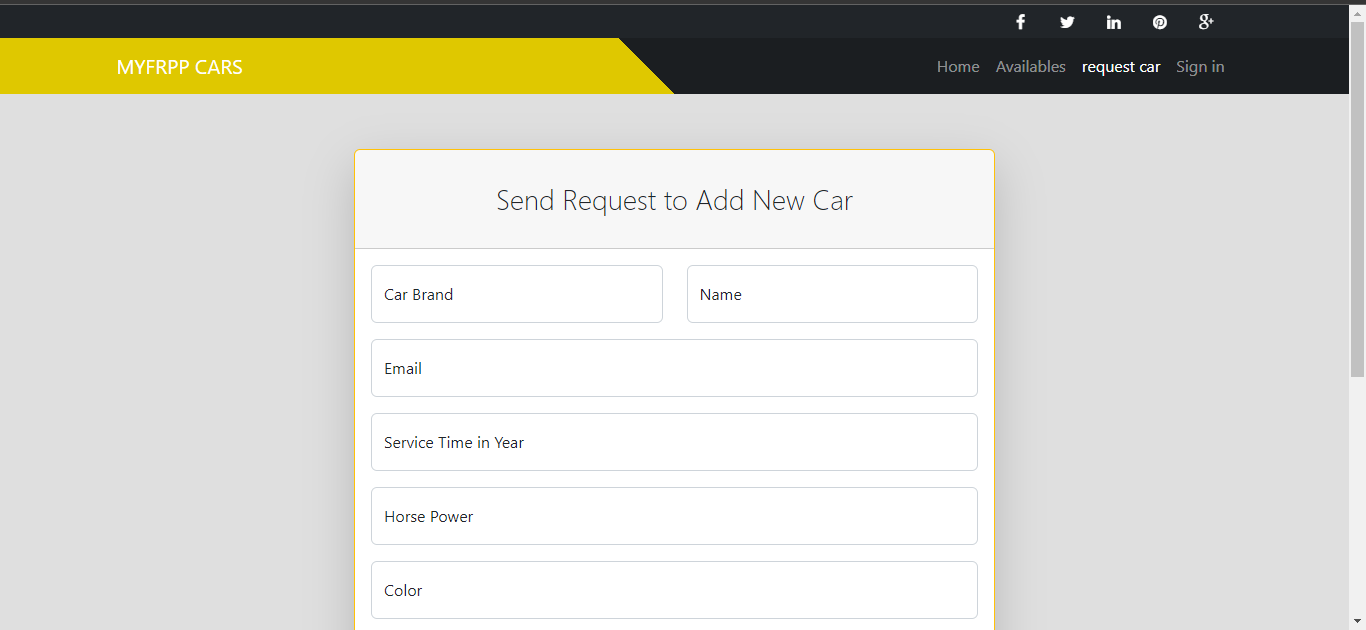 MYFRPP CARS
Home Availables request car Sign in
Send Request to Add New Car
Car Brand
Name
Email
Service Time in Year
Horse Power
Color